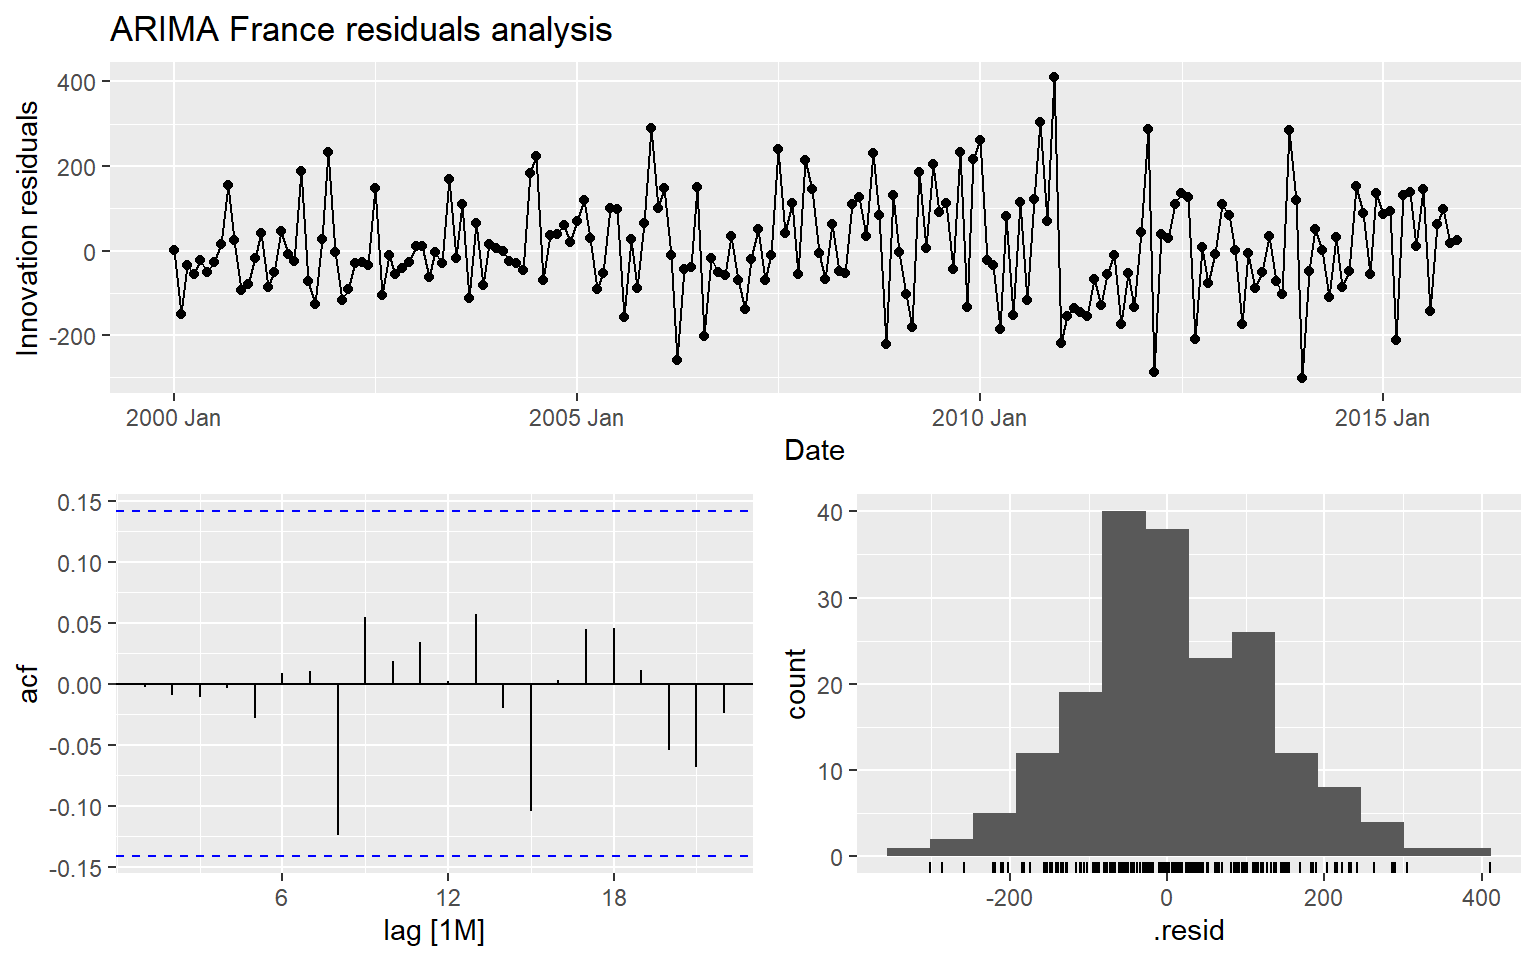 ARIMA France residuals analysis
Innovation residuals
400
200
0
-200
2000 Jan
2005 Jan
2010 Jan
2015 Jan
Date
acf
0.15
0.10
0.05
0.00
-0.05
-0.10
-0.15
6
12
18
lag [1M]
count
40
30
20
10
0
-200
0
200
400
.resid